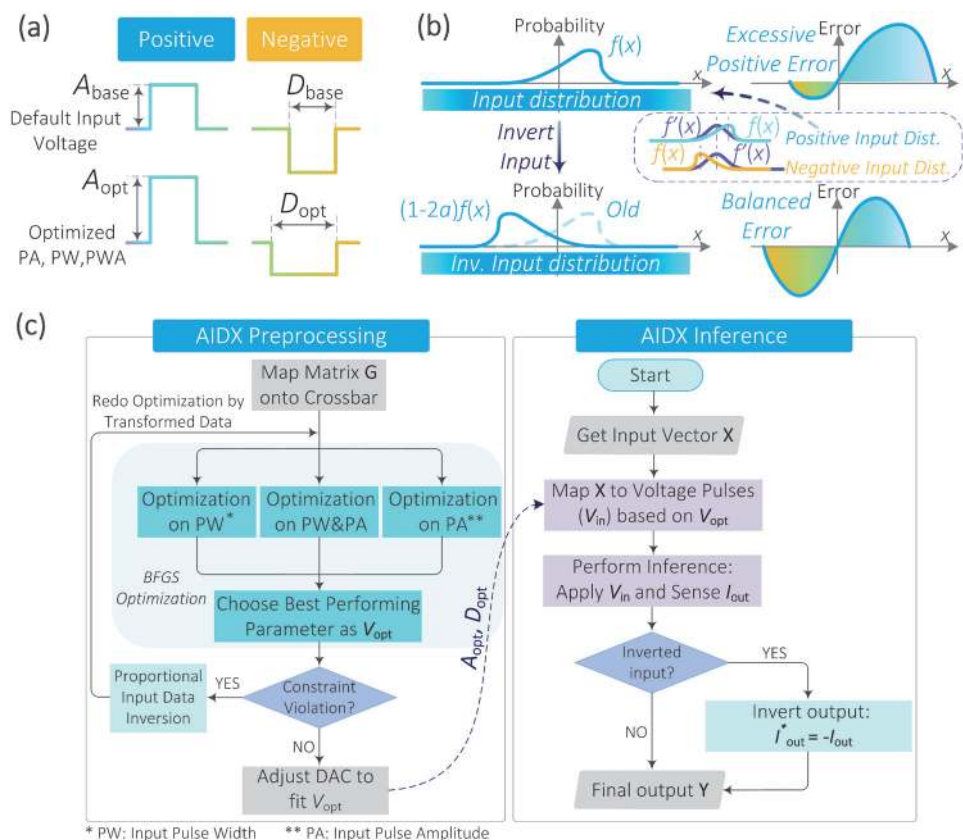 (a)
Positive
Negative
A_base
Default Input
Voltage
D_base
A_opt
Optimized
PA, PW,PWA
D_opt
(b)
Probability
f(x)
x
Input distribution
Invert
Input
Probability
(1-2a)f(x)
Old
x
Inv. Input distribution
Excessive
Positive Error
Error
x
f'(x)
f(x)
Positive Input Dist.
f(x)
f'(x)
Negative Input Dist.
Balanced
Error
Error
x
(c)
AIDX Preprocessing
Map Matrix G
onto Crossbar
Redo Optimization by
Transformed Data
Optimization
on PW*
Optimization
on PW&PA
Optimization
on PA**
BFGS
Optimization
Choose Best Performing
Parameter as V_opt
Proportional
Input Data
Inversion
YES
Constraint
Violation?
NO
Adjust DAC to
fit V_opt
A_opt, D_opt
AIDX Inference
Start
Get Input Vector X
Map X to Voltage Pulses
(V_in) based on V_opt
Perform Inference:
Apply V_in and Sense I_out
Inverted
input?
YES
NO
Invert output:
I*_out = -I_out
Final output Y
* PW: Input Pulse Width
** PA: Input Pulse Amplitude